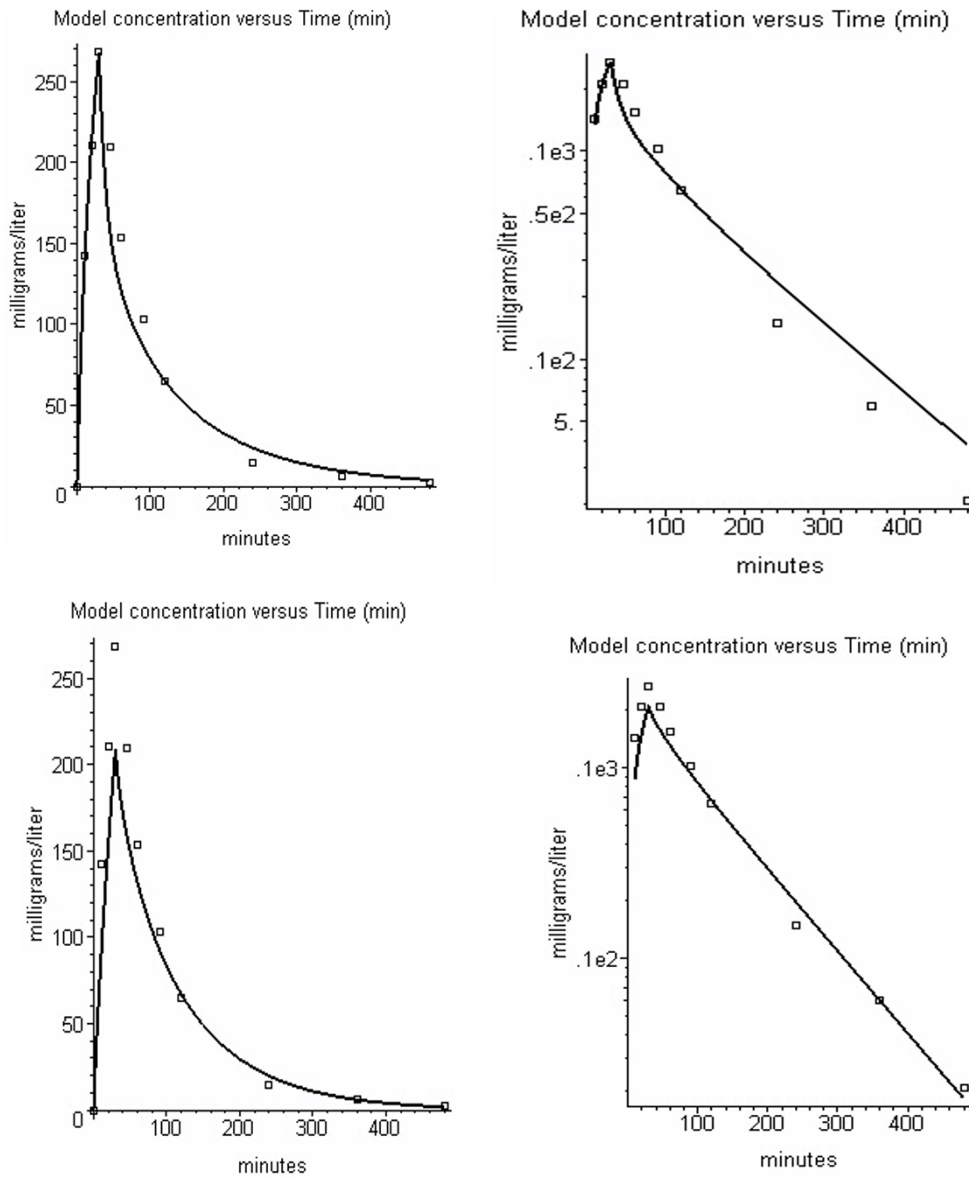 Model concentration versus Time (min)
250
200
150
100
50
0
milligrams/liter
100 200 300 400
minutes
Model concentration versus Time (min)
.1e3
.5e2
.1e2
5.
milligrams/liter
100 200 300 400
minutes
Model concentration versus Time (min)
250
200
150
100
50
0
milligrams/liter
100 200 300 400
minutes
Model concentration versus Time (min)
.1e3
.1e2
milligrams/liter
100 200 300 400
minutes